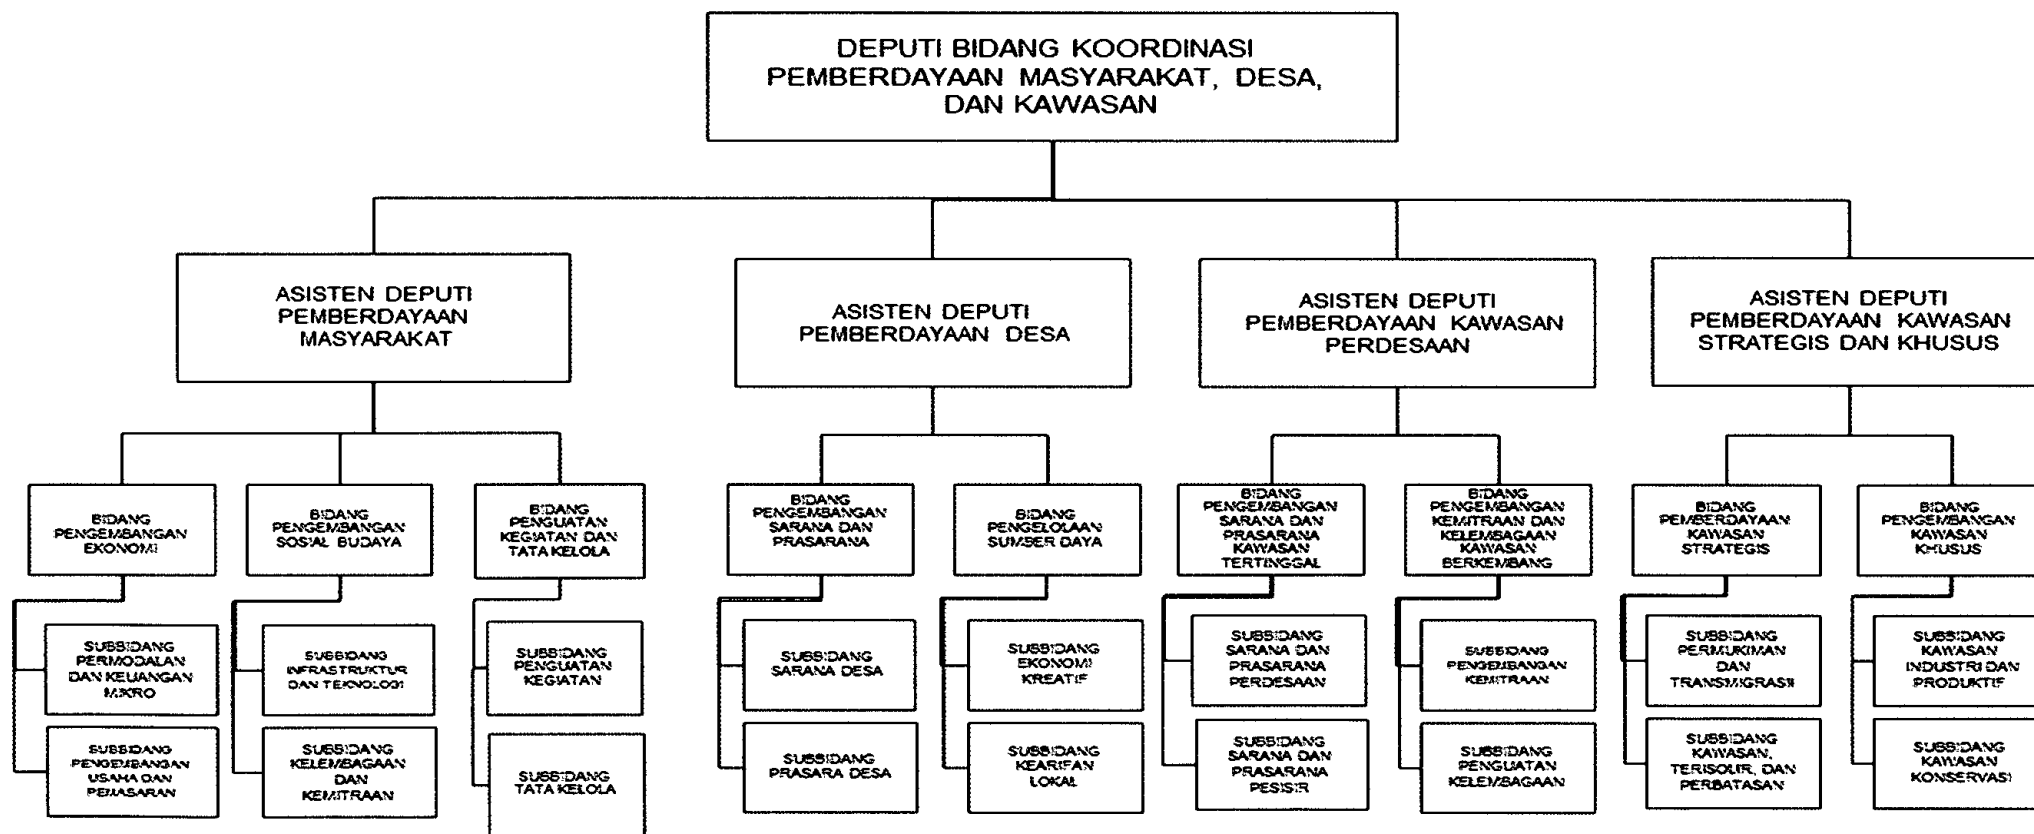 DEPUTI BIDANG KOORDINASI
PEMBERDAYAAN MASYARAKAT, DESA,
DAN KAWASAN
ASISTEN DEPUTI
PEMBERDAYAAN
MASYARAKAT
ASISTEN DEPUTI
PEMBERDAYAAN DESA
ASISTEN DEPUTI
PEMBERDAYAAN KAWASAN
PERDESAAN
ASISTEN DEPUTI
PEMBERDAYAAN KAWASAN
STRATEGIS DAN KHUSUS
BIDANG
PENGEMBANGAN
EKONOMI
BIDANG
PENGEMBANGAN
SOSIAL BUDAYA
BIDANG
PENGUATAN
KEGIATAN DAN
TATA KELOLA
BIDANG
PENGEMBANGAN
SARANA DAN
PRASARANA
BIDANG
PENGELOLAAN
SUMBER DAYA
BIDANG
PENGEMBANGAN
SARANA DAN
PRASARANA
KAWASAN
TERTINGGAL
BIDANG
PENGEMBANGAN
KEMITRAAN DAN
KELEMBAGAAN
KAWASAN
BERKEMBANG
BIDANG
PEMBERDAYAAN
KAWASAN
STRATEGIS
BIDANG
PENGEMBANGAN
KAWASAN
KHUSUS
SUBBIDANG
PERMODALAN
DAN KEUANGAN
MIKRO
SUBBIDANG
INFRASTRUKTUR
DAN TEKNOLOGI
SUBBIDANG
PENGUATAN
KEGIATAN
SUBBIDANG
SARANA DESA
SUBBIDANG
EKONOMI
KREATIF
SUBBIDANG
SARANA DAN
PRASARANA
PERDESAAN
SUBBIDANG
PENGEMBANGAN
KEMITRAAN
SUBBIDANG
PERMUKIMAN
DAN
TRANSMIGRASII
SUBBIDANG
KAWASAN
INDUSTRI DAN
PRODUKTIF
SUBBIDANG
PENGEMBANGAN
USAHA DAN
PEMASARAN
SUBBIDANG
KELEMBAGAAN
DAN
KEMITRAAN
SUBBIDANG
TATA KELOLA
SUBBIDANG
PRASARA DESA
SUBBIDANG
KEARIFAN
LOKAL
SUBBIDANG
SARANA DAN
PRASARANA
PESISIR
SUBBIDANG
PENGUATAN
KELEMBAGAAN
SUBBIDANG
KAWASAN,
TERISOLIR, DAN
PERBATASAN
SUBBIDANG
KAWASAN
KONSERVASI